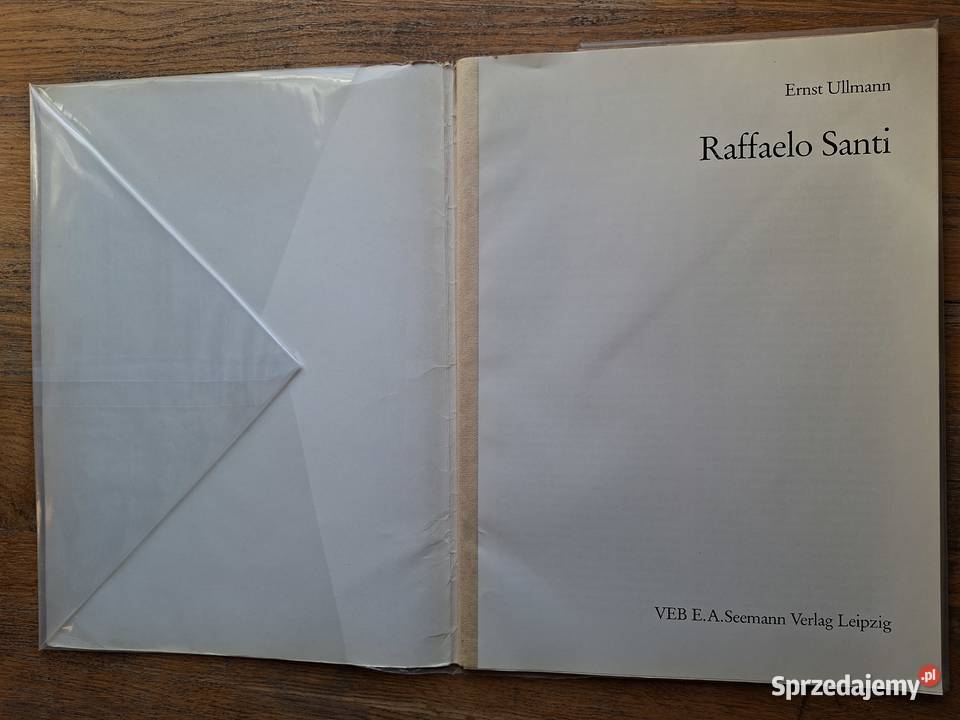 Ernst Ullmann
Raffaelo Santi
VEB E.A.Seemann Verlag Leipzig
Sprzedajemy.pl